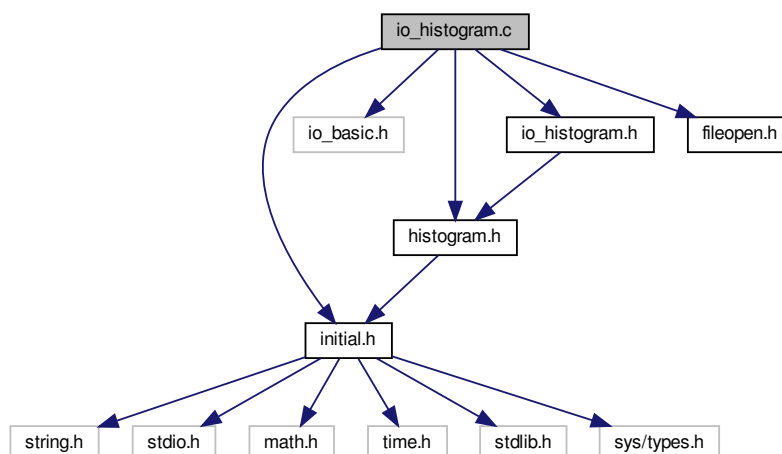 io_histogram.c
io_basic.h
io_histogram.h
fileopen.h
histogram.h
initial.h
string.h
stdio.h
math.h
time.h
stdlib.h
sys/types.h